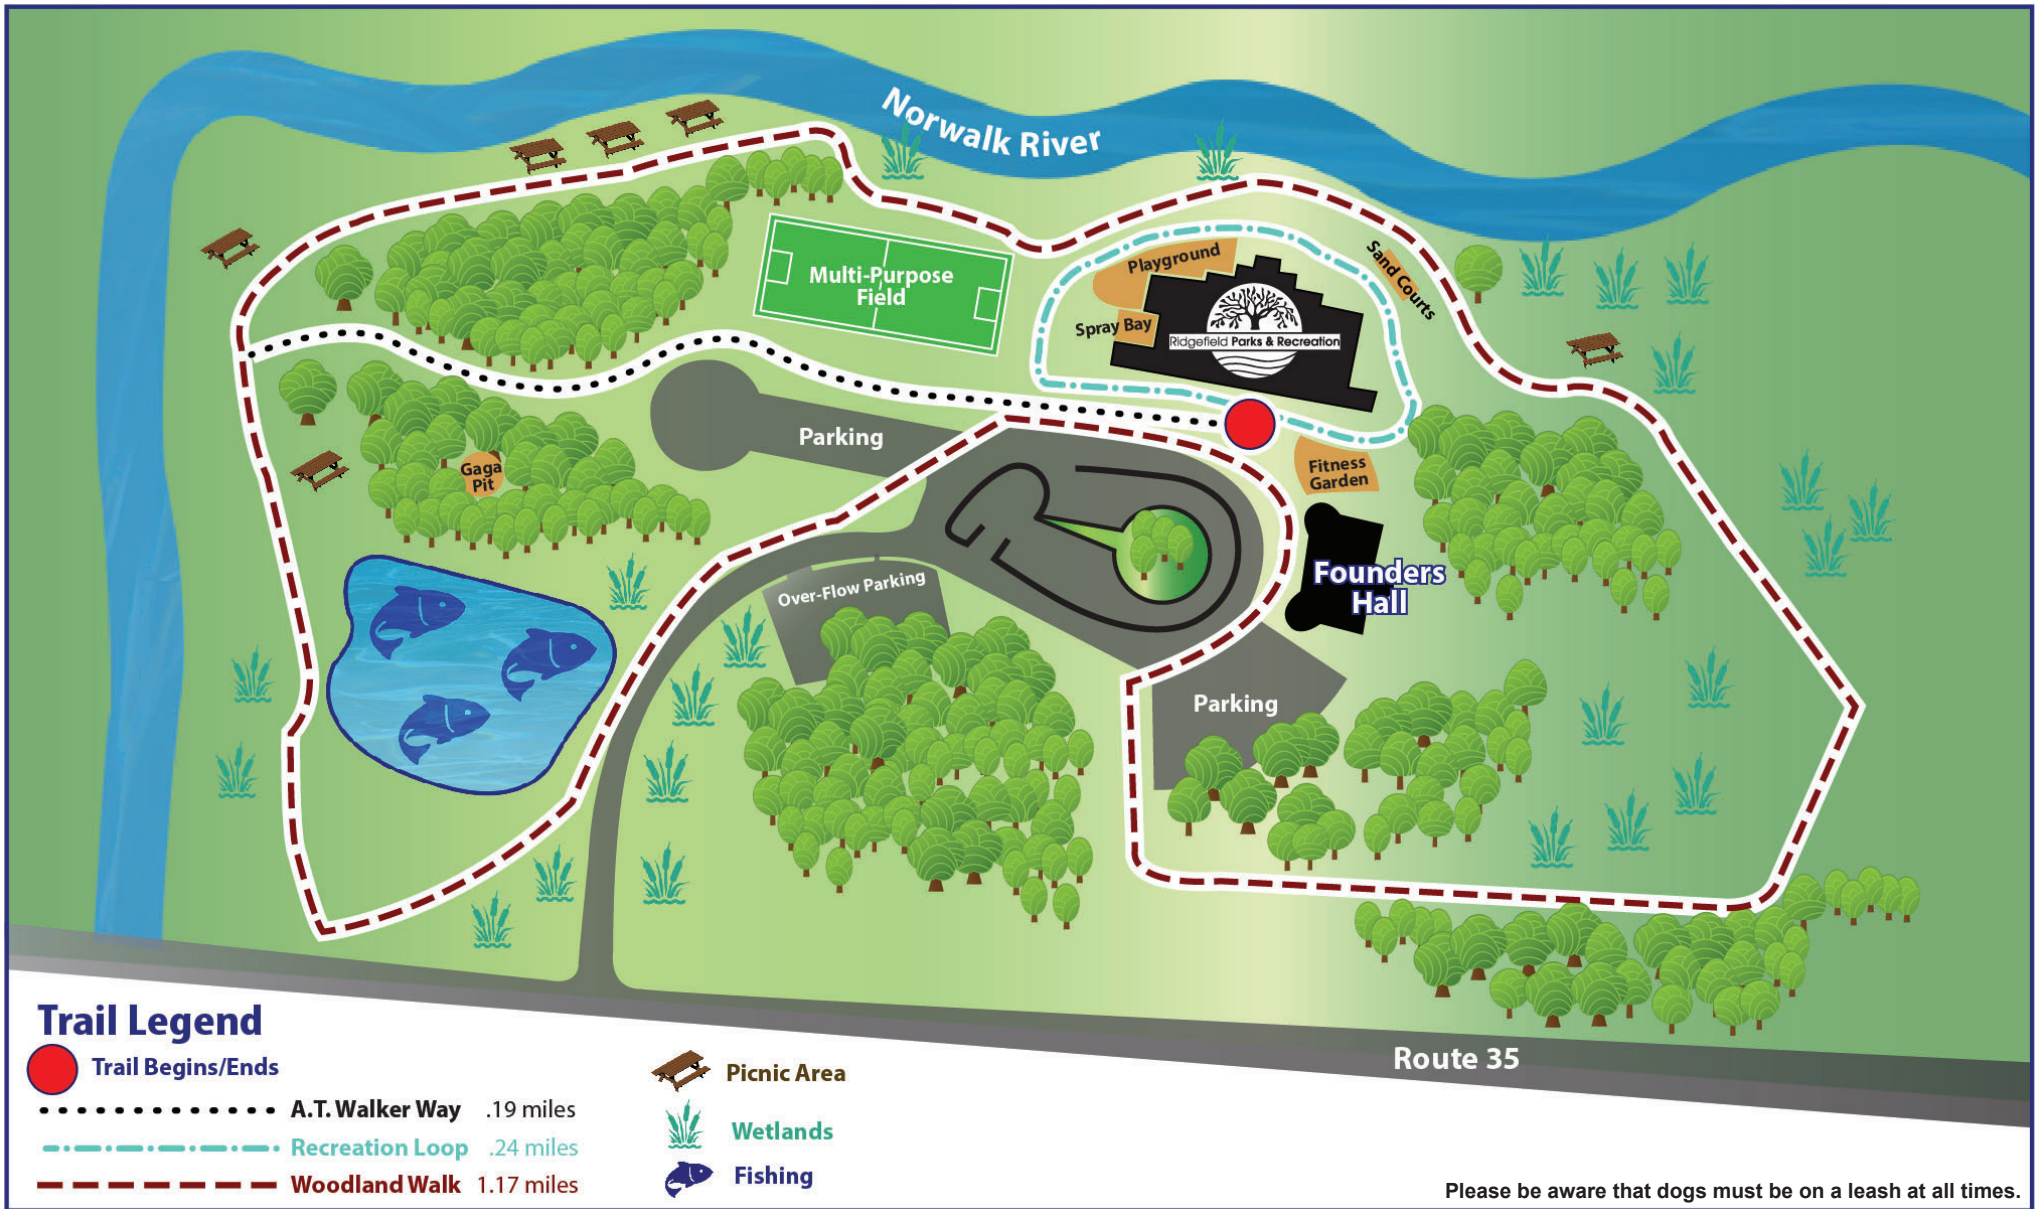 Norwalk River
Playground
Sand Courts
Multi-Purpose
Field
Spray Bay
Ridgefield Parks & Recreation
Parking
Gaga
Pit
Fitness
Garden
Founders
Hall
Over-Flow Parking
Parking
Route 35
Trail Legend
Trail Begins/Ends
A.T. Walker Way .19 miles
Recreation Loop .24 miles
Woodland Walk 1.17 miles
Picnic Area
Wetlands
Fishing
Please be aware that dogs must be on a leash at all times.